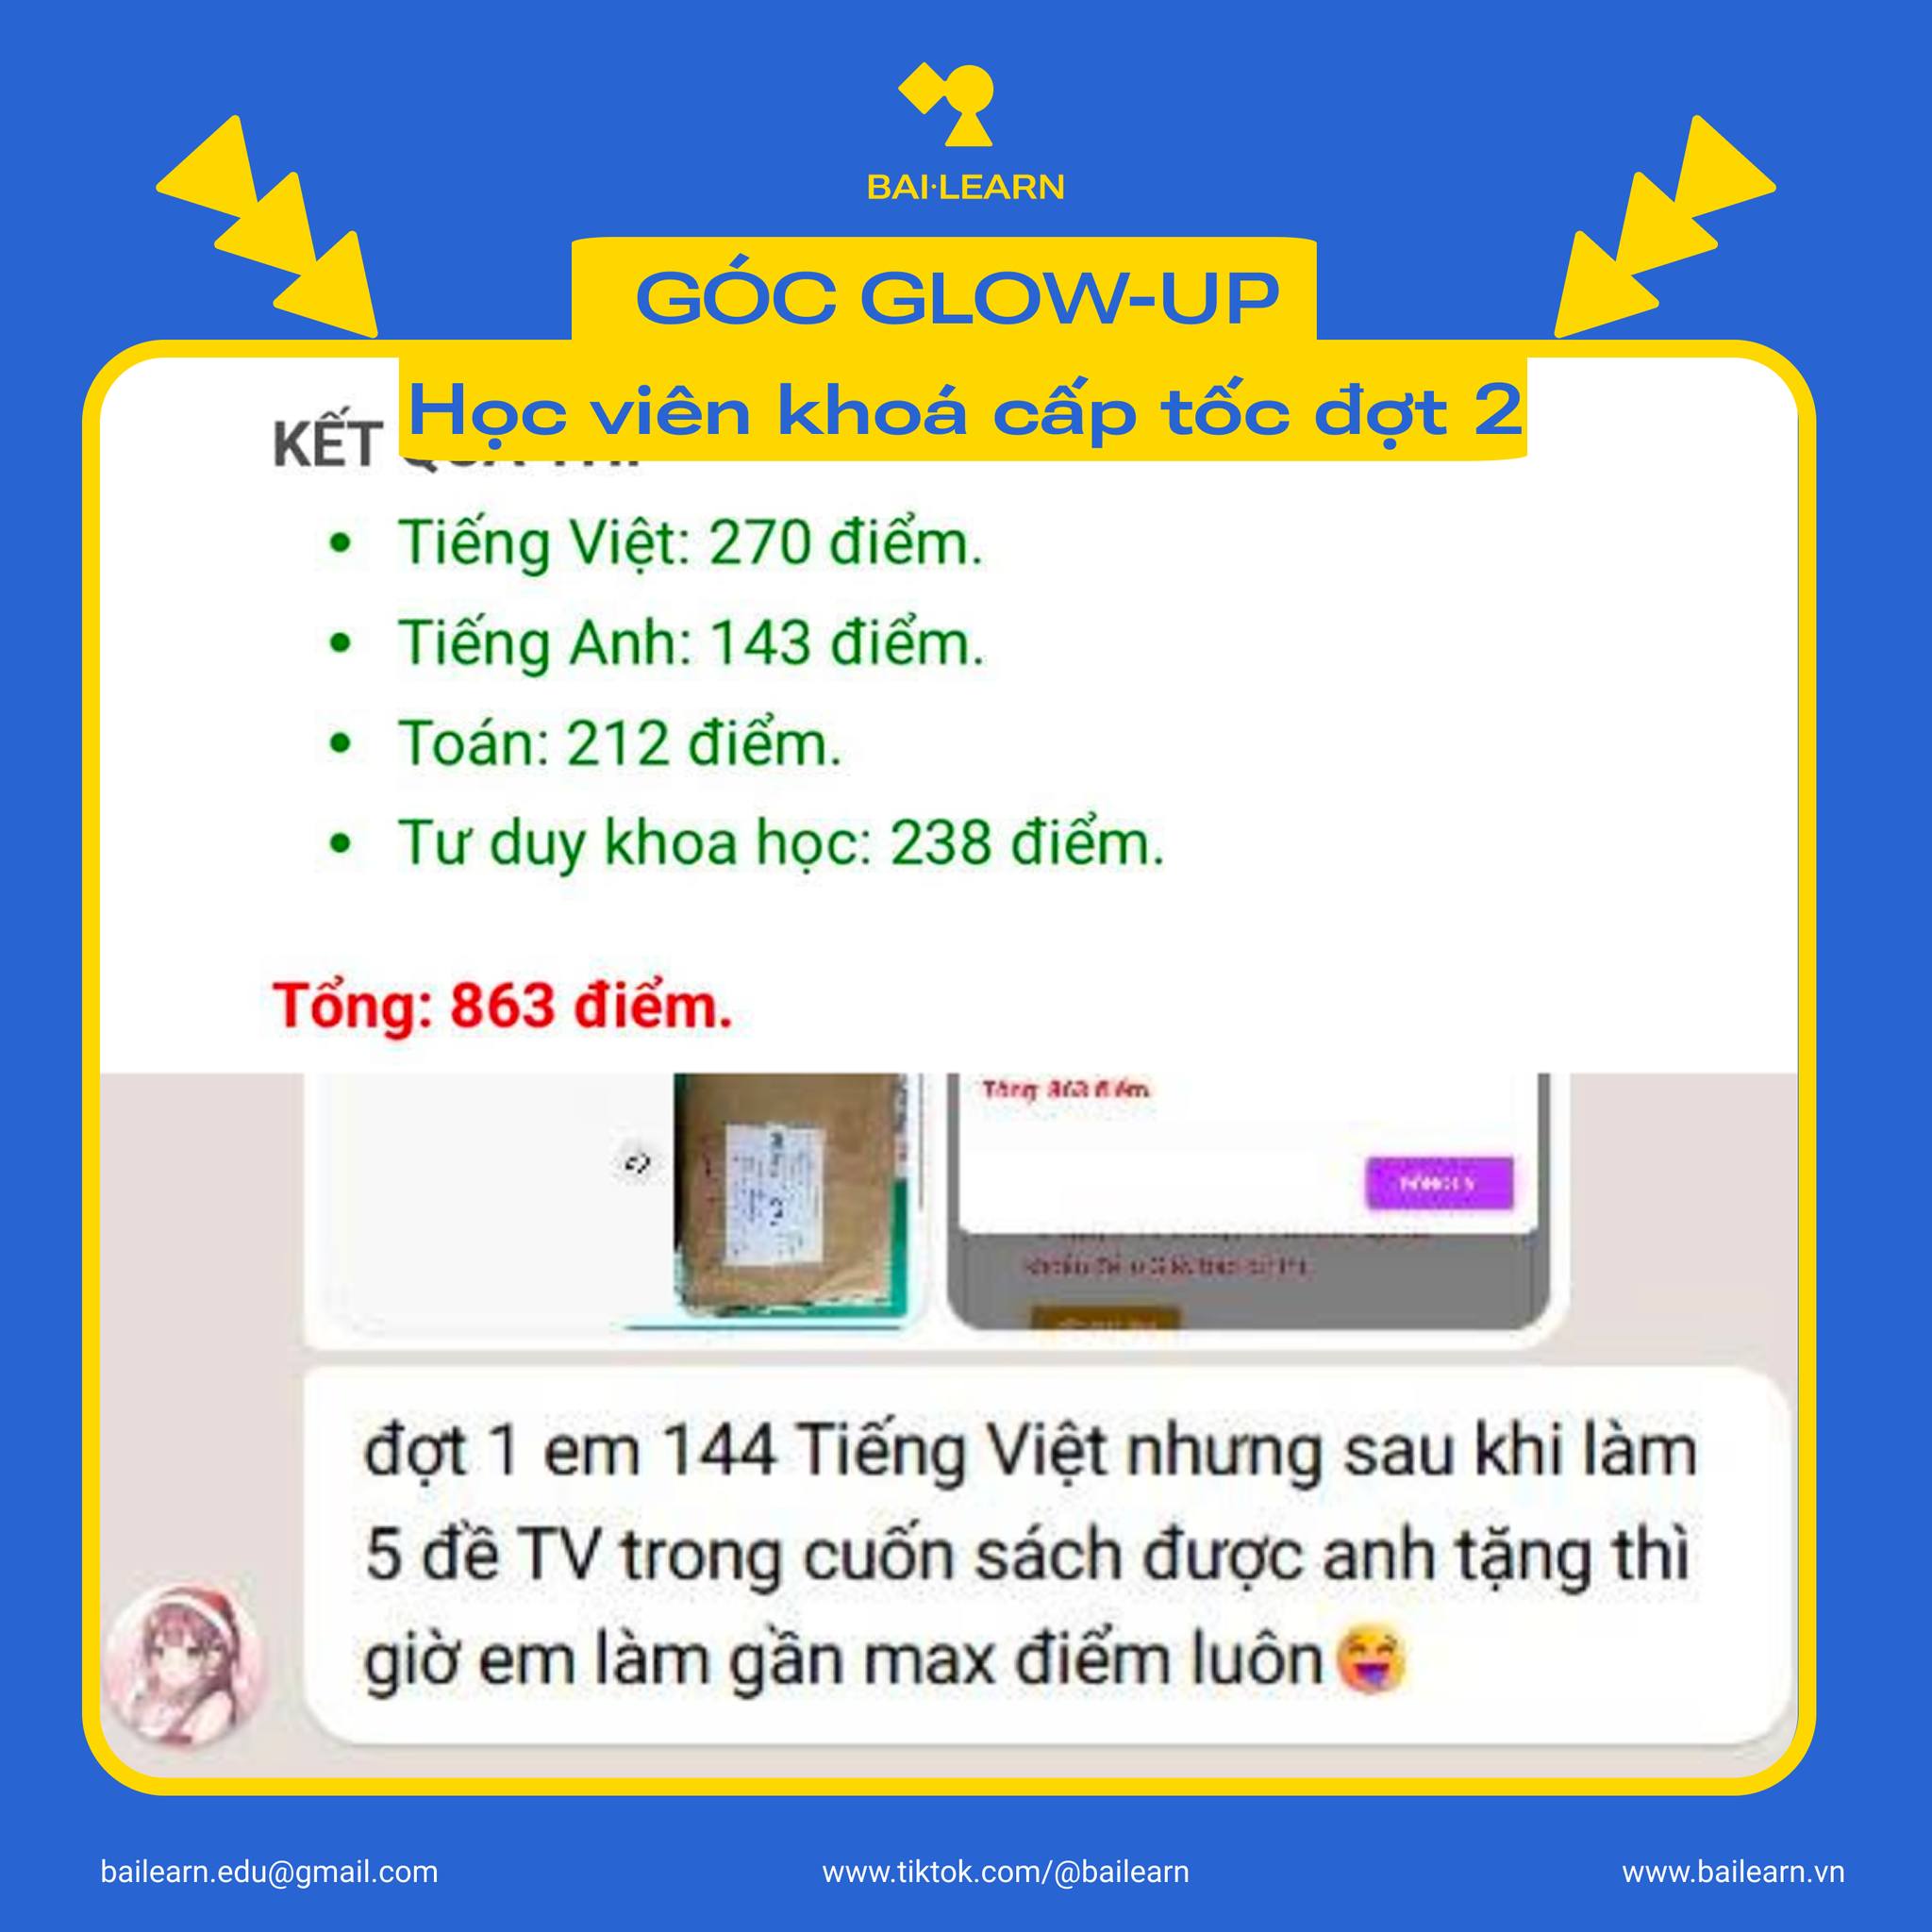 BAI·LEARN
GÓC GLOW-UP
Học viên khoá cấp tốc đợt 2
KẾT
Tiếng Việt: 270 điểm.
Tiếng Anh: 143 điểm.
Toán: 212 điểm.
Tư duy khoa học: 238 điểm.
Tổng: 863 điểm.
Tổng: 863 điểm.
đợt 1 em 144 Tiếng Việt nhưng sau khi làm
5 đề TV trong cuốn sách được anh tặng thì
giờ em làm gần max điểm luôn
bailearn.edu@gmail.com
www.tiktok.com/@bailearn
www.bailearn.vn